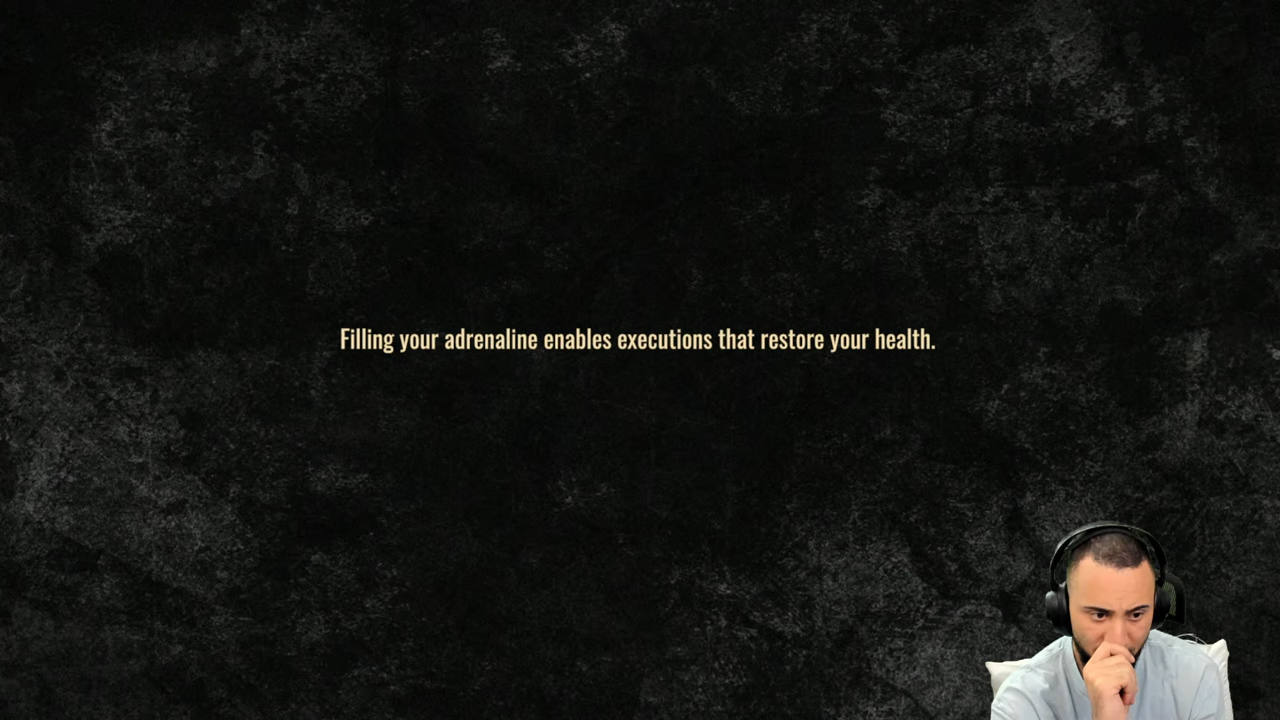 Filling your adrenaline enables executions that restore your health.